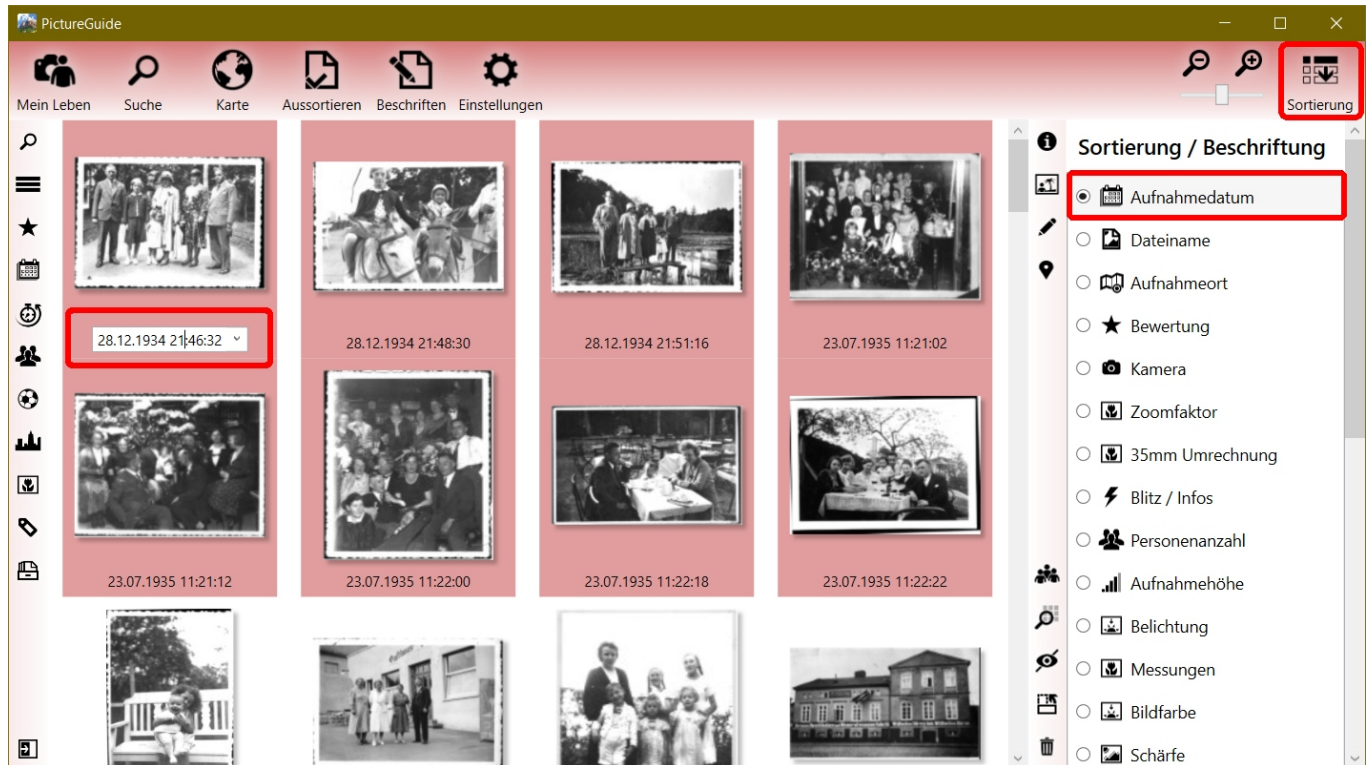 PictureGuide
Mein Leben
Suche
Karte
Aussortieren
Beschriften
Einstellungen
Sortierung
28.12.1934 21:46:32
28.12.1934 21:48:30
28.12.1934 21:51:16
23.07.1935 11:21:02
23.07.1935 11:21:12
23.07.1935 11:22:00
23.07.1935 11:22:18
23.07.1935 11:22:22
Sortierung / Beschriftung
Aufnahmedatum
Dateiname
Aufnahmeort
Bewertung
Kamera
Zoomfaktor
35mm Umrechnung
Blitz / Infos
Personenanzahl
Aufnahmehöhe
Belichtung
Messungen
Bildfarbe
Schärfe